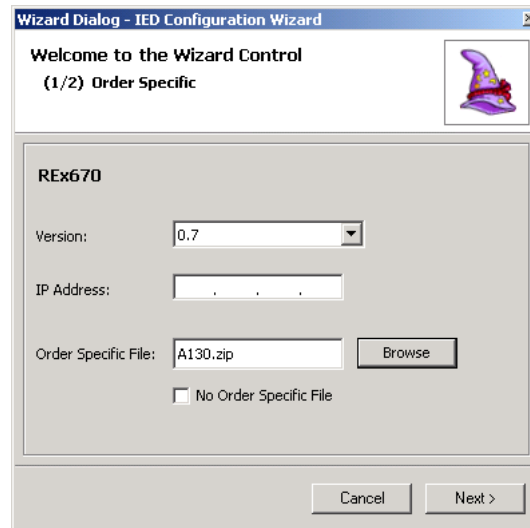 Wizard Dialog - IED Configuration Wizard
Welcome to the Wizard Control
(1/2) Order Specific
REx670
Version: 0.7
IP Address: . . .
Order Specific File: A130.zip Browse
No Order Specific File
Cancel Next >